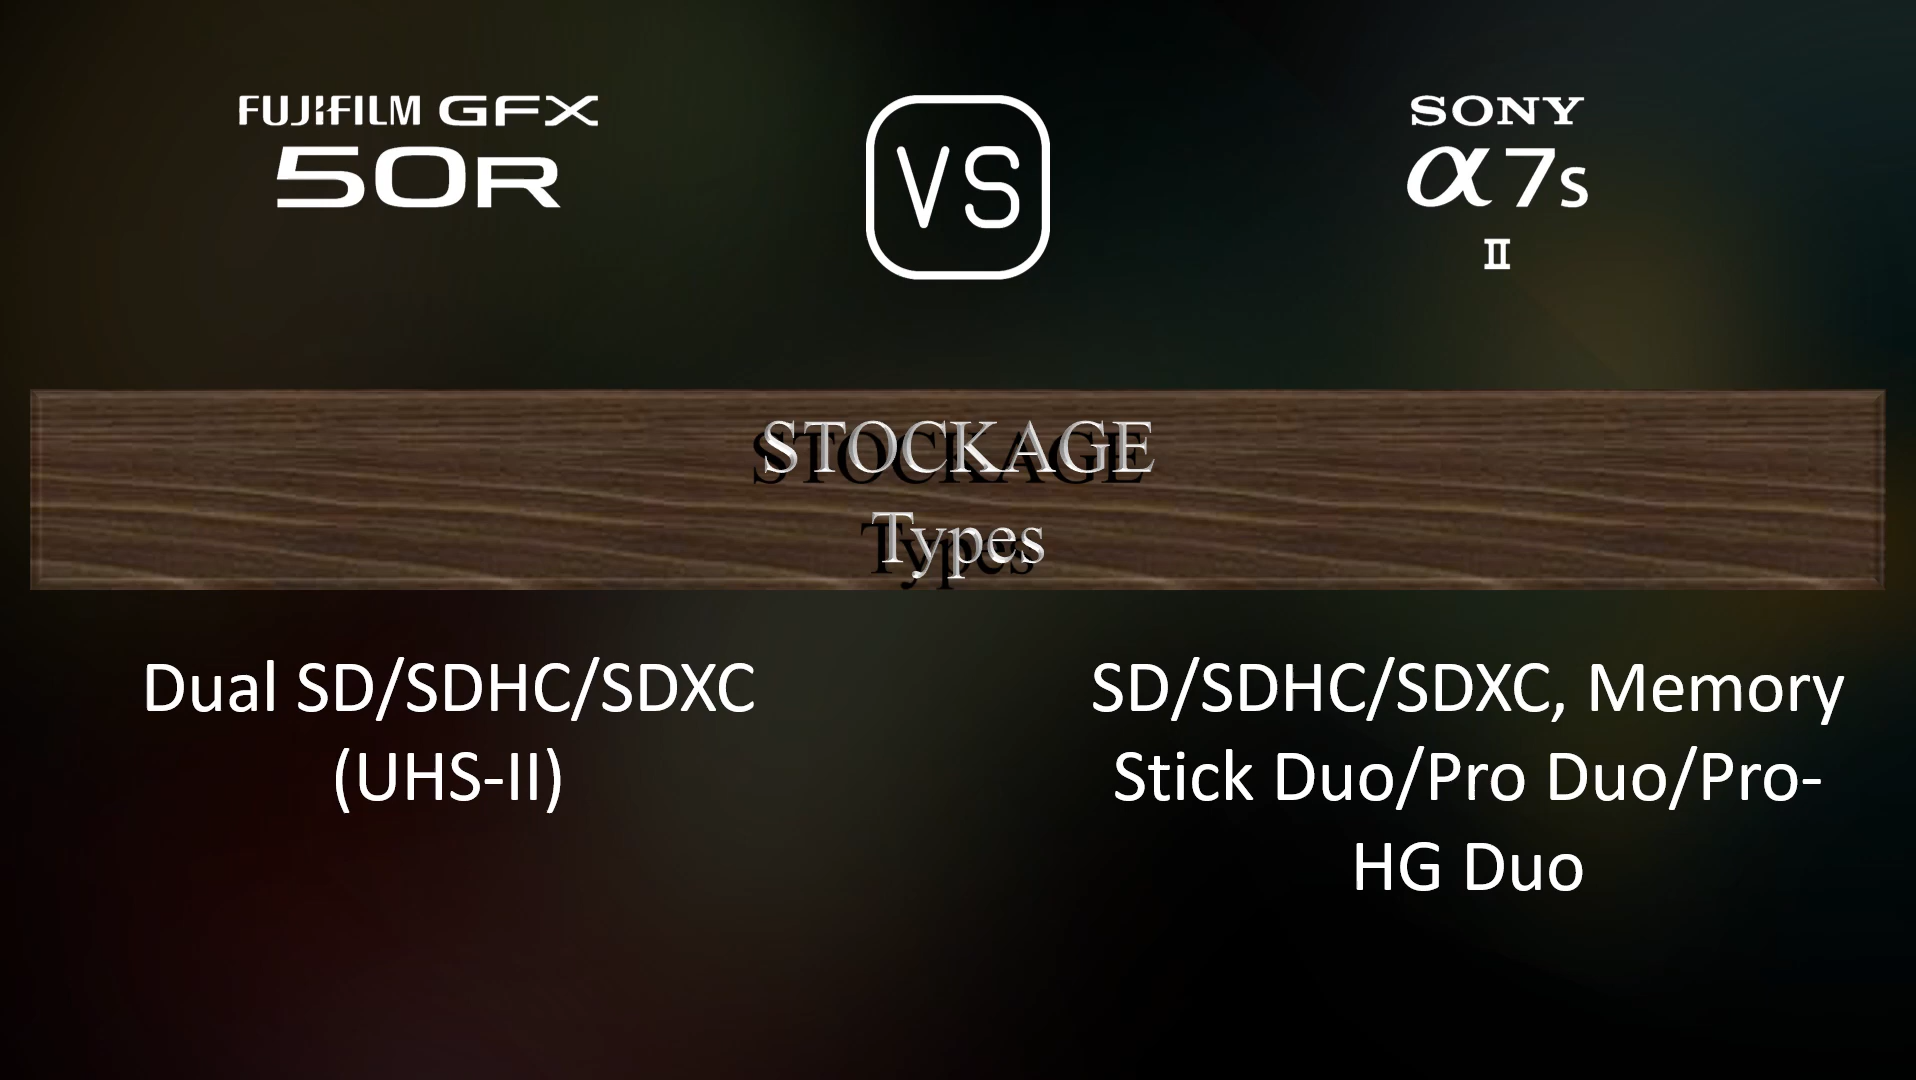 FUJIFILM GFX
50R
VS
SONY
α7s
II
STOCKAGE
Types
Dual SD/SDHC/SDXC
(UHS-II)
SD/SDHC/SDXC, Memory
Stick Duo/Pro Duo/Pro-
HG Duo